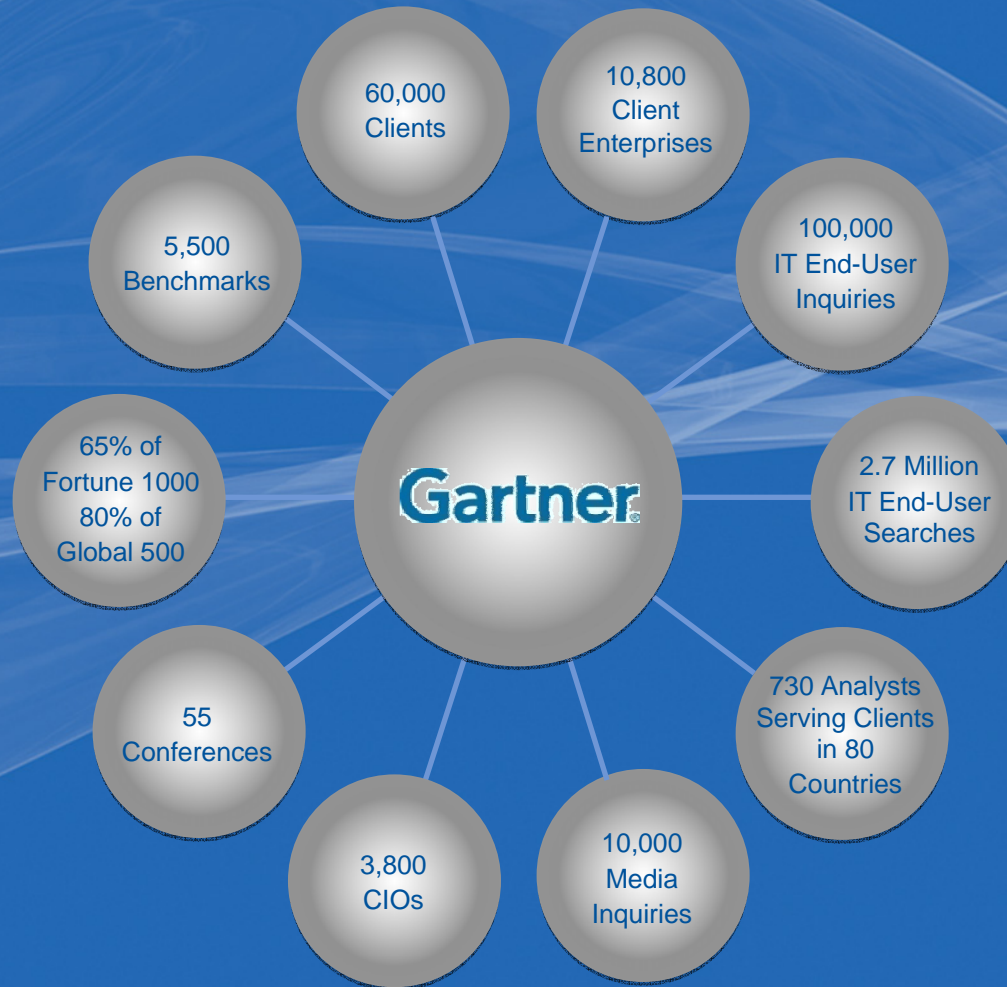 60,000
Clients
10,800
Client
Enterprises
5,500
Benchmarks
100,000
IT End-User
Inquiries
65% of
Fortune 1000
80% of
Global 500
Gartner®
2.7 Million
IT End-User
Searches
55
Conferences
730 Analysts
Serving Clients
in 80
Countries
3,800
CIOs
10,000
Media
Inquiries